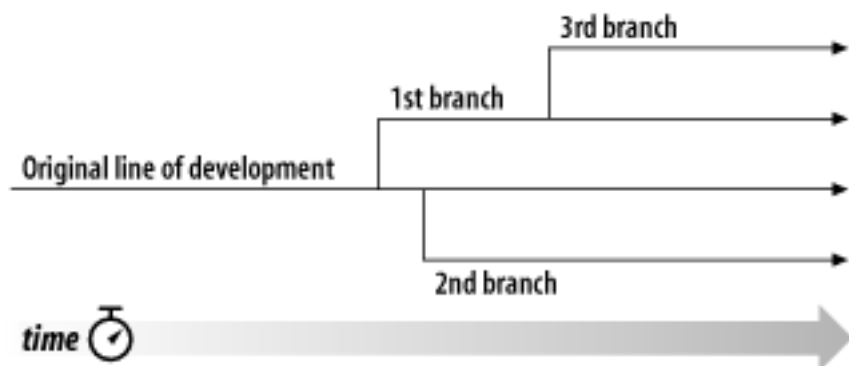 3rd branch
1st branch
Original line of development
2nd branch
time